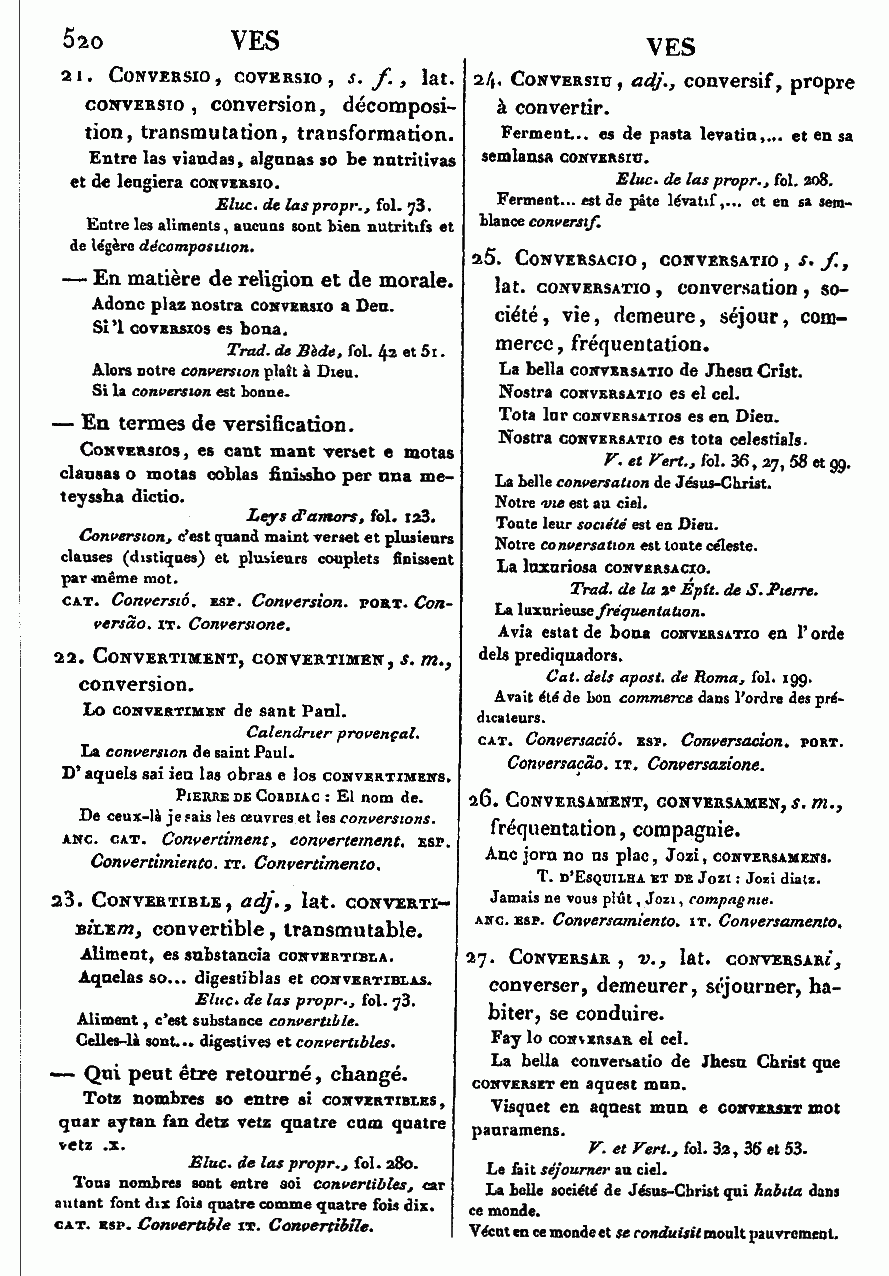 520 VES
21. Conversio, coversio, s. f., lat.
conversio, conversion, décomposi-
tion, transmutation, transformation.
Entre las viandas, algunas so be nutritivas
et de leugiera conversio.
Eluc. de las propr., fol. 73.
Entre les aliments, aucuns sont bien nutritifs et
de légère décomposition.
— En matière de religion et de morale.
Adonc plaz nostra conversio a Deu.
Si 'l coversios es bona.
Trad. de Bède, fol. 42 et 51.
Alors notre conversion plaît à Dieu.
Si la conversion est bonne.
— En termes de versification.
Conversios, es cant mant verset e motas
clausas o motas coblas finissho per una me-
teyssha dictio.
Leys d'amors, fol. 123.
Conversion, c'est quand maint verset et plusieurs
clauses (distiques) et plusieurs couplets finissent
par même mot.
CAT. Conversió. ESP. Conversion. PORT. Con-
versão. IT. Conversione.
22. Convertiment, convertimen, s. m.,
conversion.
Lo convertimen de sant Paul.
Calendrier provençal.
La conversion de saint Paul.
D'aquels sai ieu las obras e los convertimens.
Pierre de Corbiac : El nom de.
De ceux-là je sais les œuvres et les conversions.
ANC. CAT. Convertiment, convertement. ESP.
Convertimiento. IT. Convertimento.
23. Convertible, adj., lat. converti-
bilem, convertible, transmutable.
Aliment, es substancia convertibla.
Aquelas so... digestiblas et convertiblas.
Eluc. de las propr., fol. 73.
Aliment, c'est substance convertible.
Celles-là sont... digestives et convertibles.
— Qui peut être retourné, changé.
Totz nombres so entre si convertibles,
quar aytan fan detz vetz quatre cum quatre
vetz .x.
Eluc. de las propr., fol. 280.
Tous nombres sont entre soi convertibles, car
autant font dix fois quatre comme quatre fois dix.
CAT. ESP. Convertible IT. Convertibile.
VES
24. Conversiu, adj., conversif, propre
à convertir.
Ferment... es de pasta levatiu,... et en sa
semlansa conversiu.
Eluc. de las propr., fol. 208.
Ferment... est de pâte lévatif,... et en sa sem-
blance conversif.
25. Conversacio, conversatio, s. f.,
lat. conversatio, conversation, so-
ciété, vie, demeure, séjour, com-
merce, fréquentation.
La bella conversatio de Jhesu Crist.
Nostra conversatio es el cel.
Tota lur conversatios es en Dieu.
Nostra conversatio es tota celestials.
V. et Vert., fol. 36, 27, 58 et 99.
La belle conversation de Jésus-Christ.
Notre vie est au ciel.
Toute leur société est en Dieu.
Notre conversation est toute céleste.
La luxuriosa conversacio.
Trad. de la 2e Épît. de S. Pierre.
La luxurieuse fréquentation.
Avia estat de bona conversatio en l'orde
dels prediquadors.
Cat. dels apost. de Roma, fol. 199.
Avait été de bon commerce dans l'ordre des pré-
dicateurs.
CAT. Conversació. ESP. Conversacion. PORT.
Conversação. IT. Conversazione.
26. Conversament, conversamen, s. m.,
fréquentation, compagnie.
Anc jorn no us plac, Jozi, conversamens.
T. d'Esquilha et de Jozi : Jozi diatz.
Jamais ne vous plût, Jozi, compagnie.
ANC. ESP. Conversamiento. IT. Conversamento.
27. Conversar, v., lat. conversari,
converser, demeurer, séjourner, ha-
biter, se conduire.
Fay lo conversar el cel.
La bella conversatio de Jhesu Christ que
converset en aquest mun.
Visquet en aquest mun e converset mot
pauramens.
V. et Vert., fol. 32, 36 et 53.
Le fait séjourner au ciel.
La belle société de Jésus-Christ qui habita dans
ce monde.
Vécut en ce monde et se conduisit moult pauvrement.